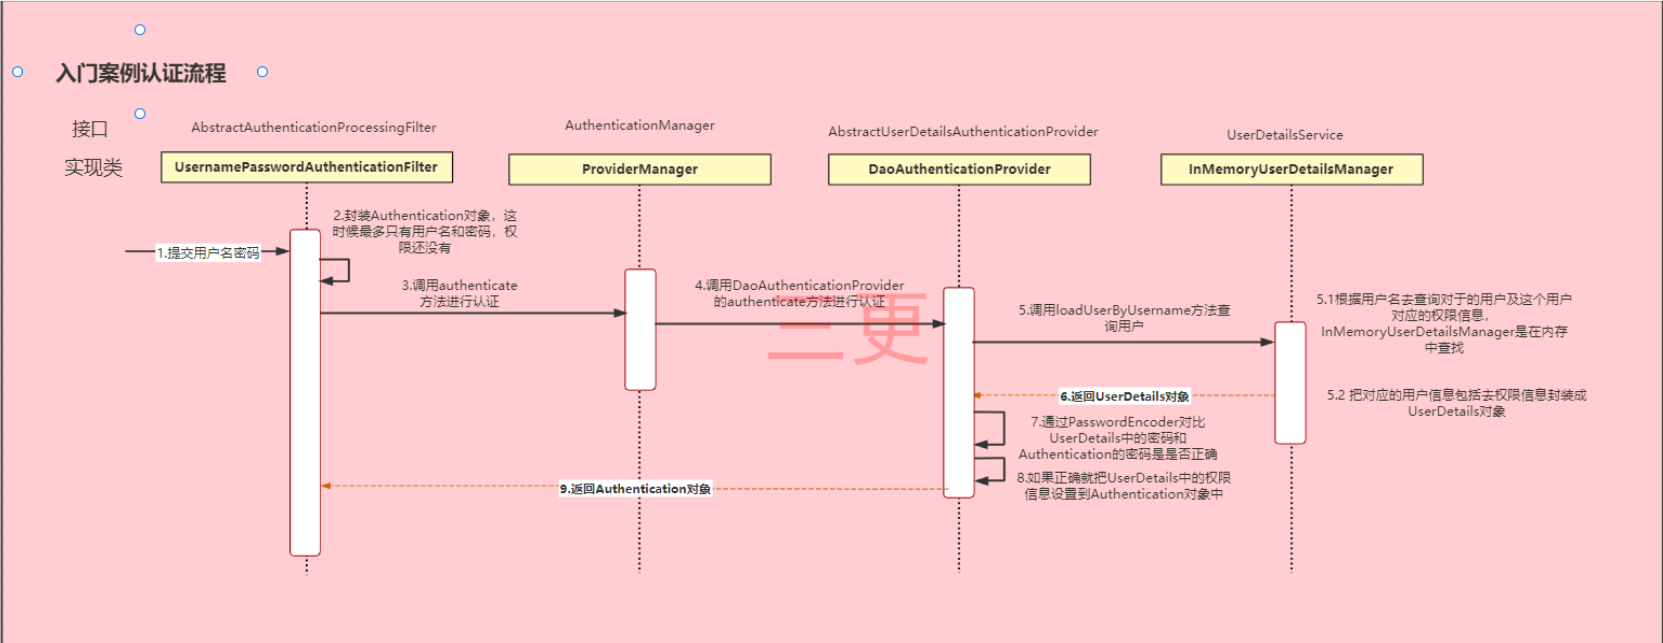 入门案例认证流程
接口
AbstractAuthenticationProcessingFilter
AuthenticationManager
AbstractUserDetailsAuthenticationProvider
UserDetailsService
实现类
UsernamePasswordAuthenticationFilter
ProviderManager
DaoAuthenticationProvider
InMemoryUserDetailsManager
1.提交用户名密码
2.封装Authentication对象，这
时候最多只有用户名和密码，权
限还没有
3.调用authenticate
方法进行认证
4.调用DaoAuthenticationProvider
的authenticate方法进行认证
三更
5.调用loadUserByUsername方法查
询用户
5.1根据用户名去查询对于的用户及这个用户
对应的权限信息，
InMemoryUserDetailsManager是在内存
中查找
5.2 把对应的用户信息包括去权限信息封装成
UserDetails对象
6.返回UserDetails对象
7.通过PasswordEncoder对比
UserDetails中的密码和
Authentication的密码是是否正确
8.如果正确就把UserDetails中的权限
信息设置到Authentication对象中
9.返回Authentication对象